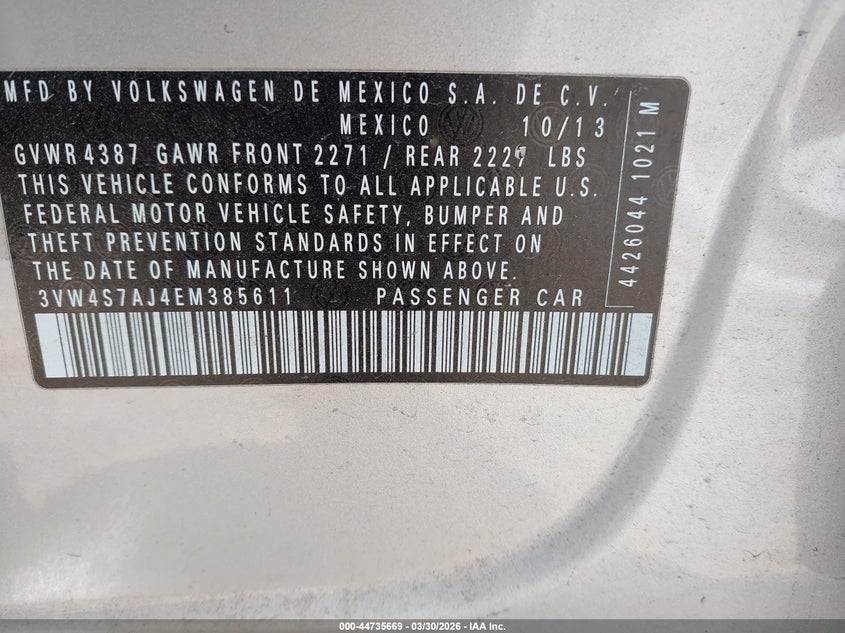 MFD BY VOLKSWAGEN DE MEXICO S.A. DE C.V.
MEXICO 10/13
GVWR 4387 GAWR FRONT 2271 / REAR 2227 LBS
THIS VEHICLE CONFORMS TO ALL APPLICABLE U.S.
FEDERAL MOTOR VEHICLE SAFETY, BUMPER AND
THEFT PREVENTION STANDARDS IN EFFECT ON
THE DATE OF MANUFACTURE SHOWN ABOVE.
3VW4S7AJ4EM385611 PASSENGER CAR
4426044 1021 M
000-44735669 - 03/30/2026 - IAA Inc.